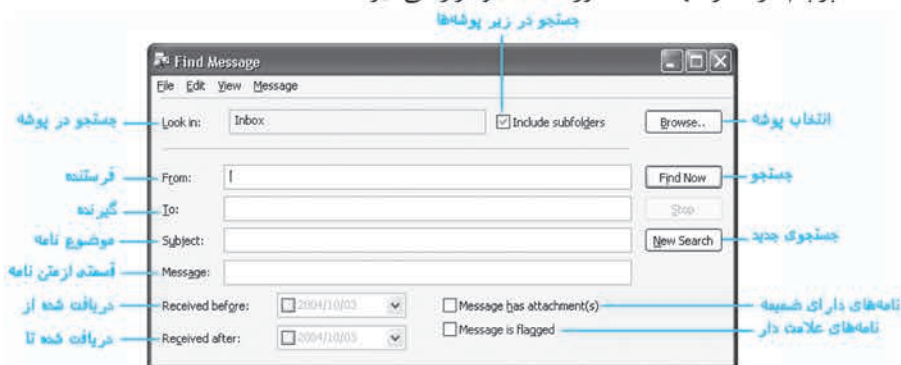 جستجو در زیر پوشه‌ها
Find Message
File Edit View Message
جستجو در پوشه Look in: Inbox Include subfolders Browse.. انتخاب پوشه
فرستنده From: Find Now جستجو
گیرنده To: Stop
موضوع نامه Subject: New Search جستجوی جدید
قسمتی از متن نامه Message:
دریافت شده از Received before: 2004/10/03 Message has attachment(s) نامه‌های دارای ضمیمه
Message is flagged نامه‌های علامت دار
دریافت شده تا Received after: 2004/10/03